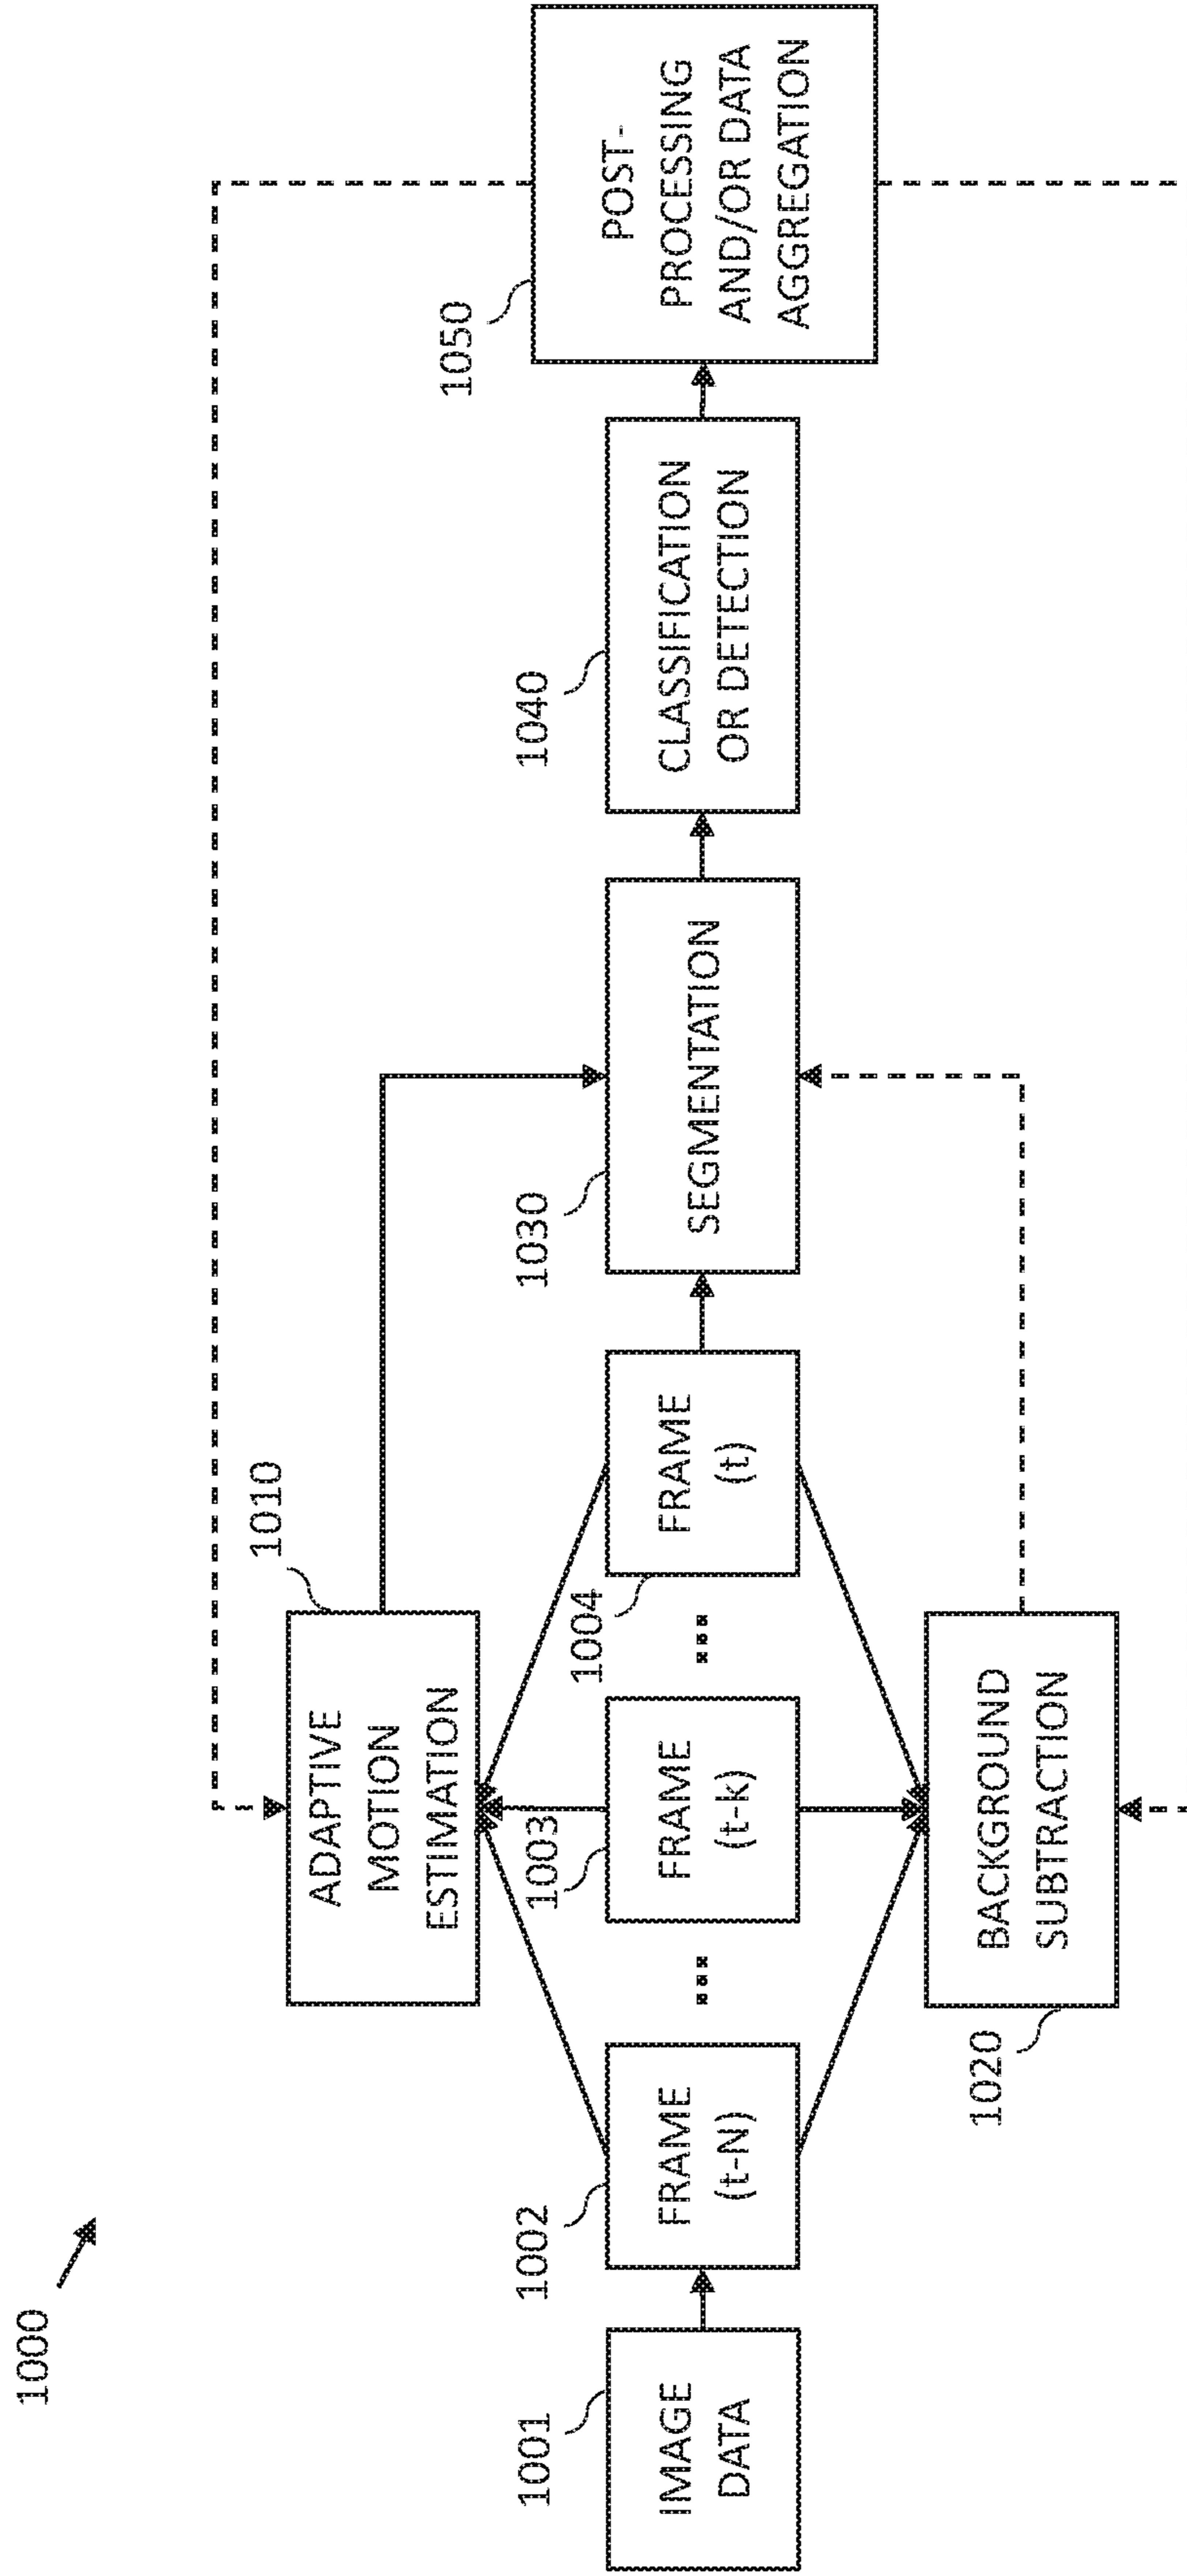 1000
1010
ADAPTIVE
MOTION
ESTIMATION
1001
IMAGE
DATA
1002
FRAME
(t-N)
...
1003
FRAME
(t-k)
...
1004
FRAME
(t)
1030
SEGMENTATION
1040
CLASSIFICATION
OR DETECTION
1050
POST-
PROCESSING
AND/OR DATA
AGGREGATION
1020
BACKGROUND
SUBTRACTION